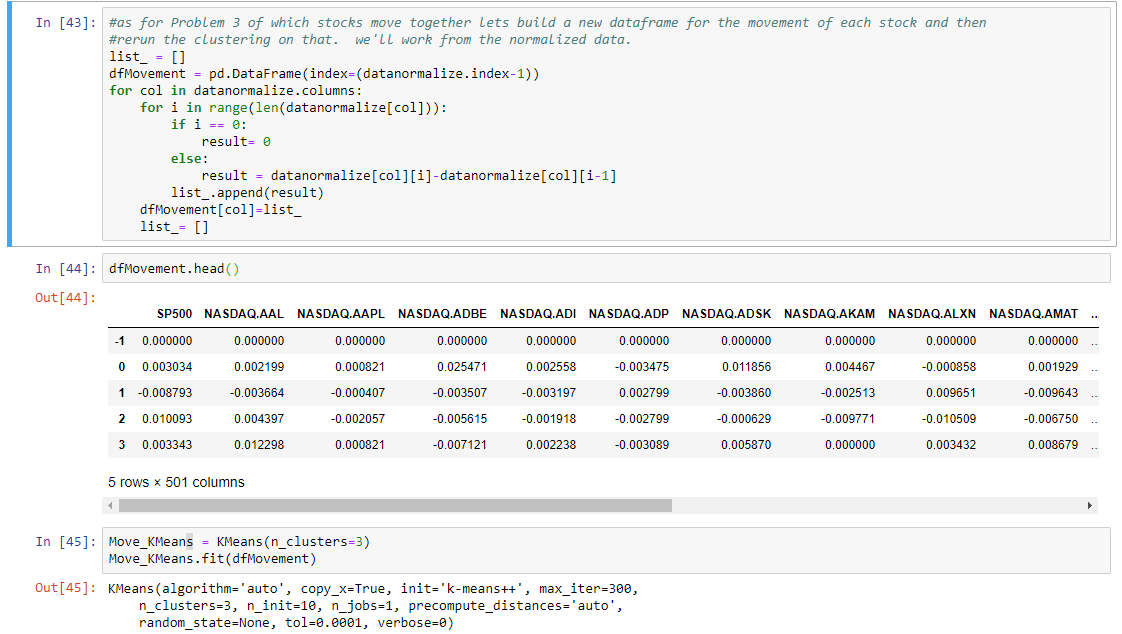 In [43]: #as for Problem 3 of which stocks move together lets build a new dataframe for the movement of each stock and then
#rerun the clustering on that.  we'll work from the normalized data.
list_ = []
dfMovement = pd.DataFrame(index=(datanormalize.index-1))
for col in datanormalize.columns:
    for i in range(len(datanormalize[col])):
        if i == 0:
            result= 0
        else:
            result = datanormalize[col][i]-datanormalize[col][i-1]
        list_.append(result)
    dfMovement[col]=list_
    list_= []
In [44]: dfMovement.head()
Out[44]:
SP500 NASDAQ.AAL NASDAQ.AAPL NASDAQ.ADBE NASDAQ.ADI NASDAQ.ADP NASDAQ.ADSK NASDAQ.AKAM NASDAQ.ALXN NASDAQ.AMAT ..
-1 0.000000 0.000000 0.000000 0.000000 0.000000 0.000000 0.000000 0.000000 0.000000 0.000000 ..
0 0.003034 0.002199 0.000821 0.025471 0.002558 -0.003475 0.011856 0.004467 -0.000858 0.001929 ..
1 -0.008793 -0.003664 -0.000407 -0.003507 -0.003197 0.002799 -0.003860 -0.002513 0.009651 -0.009643 ..
2 0.010093 0.004397 -0.002057 -0.005615 -0.001918 -0.002799 -0.000629 -0.009771 -0.010509 -0.006750 ..
3 0.003343 0.012298 0.000821 -0.007121 0.002238 -0.003089 0.005870 0.000000 0.003432 0.008679 ..
5 rows × 501 columns
In [45]: Move_KMeans = KMeans(n_clusters=3)
Move_KMeans.fit(dfMovement)
Out[45]: KMeans(algorithm='auto', copy_x=True, init='k-means++', max_iter=300,
    n_clusters=3, n_init=10, n_jobs=1, precompute_distances='auto',
    random_state=None, tol=0.0001, verbose=0)